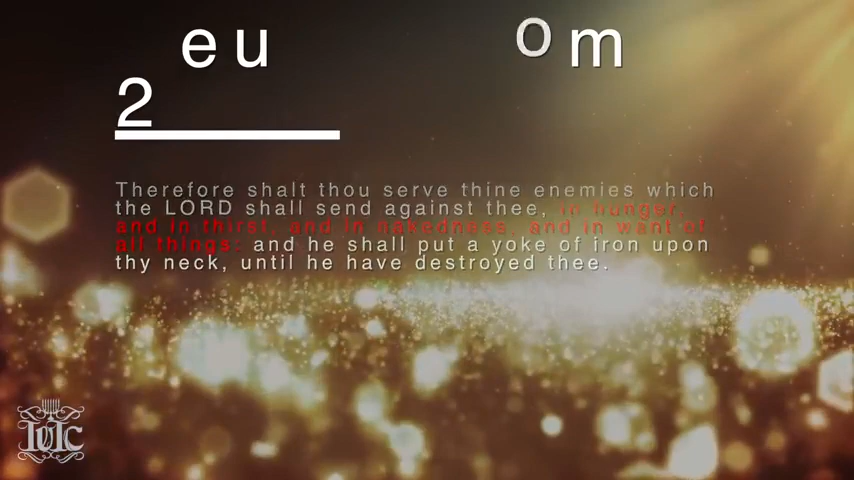 eu om
2
Therefore shalt thou serve thine enemies which
the LORD shall send against thee, in hunger,
and in thirst, and in nakedness, and in want of
all things: and he shall put a yoke of iron upon
thy neck, until he have destroyed thee.
IUIC